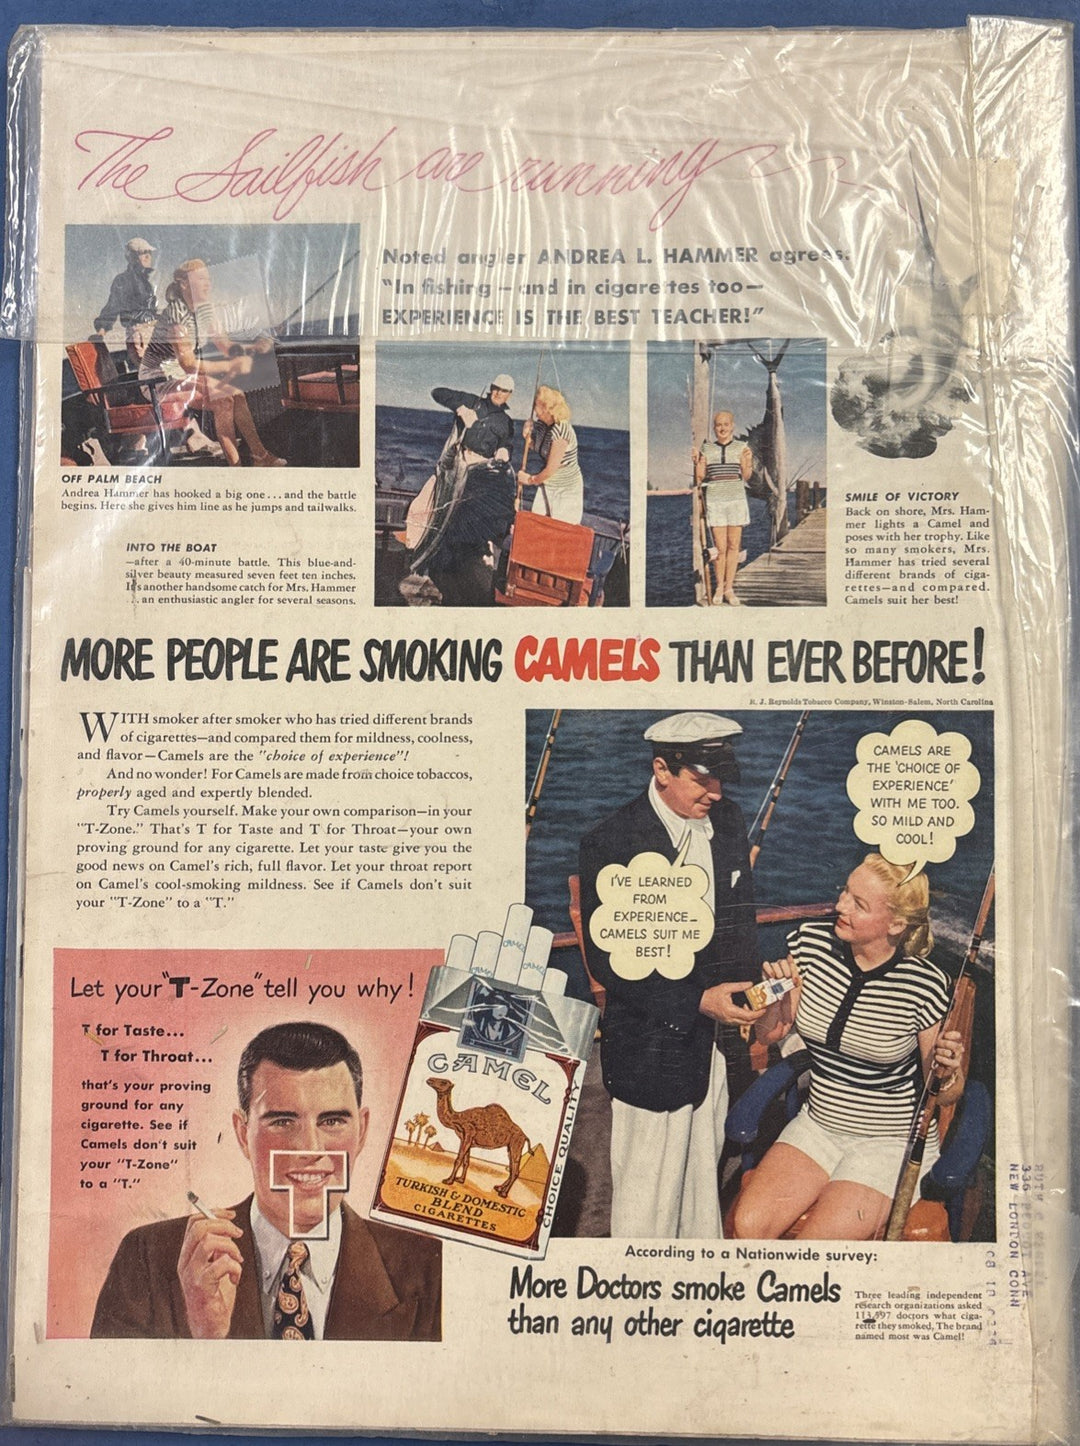 The Sailfish are running
Noted angler ANDREA L. HAMMER agrees:
"In fishing — and in cigarettes too—
EXPERIENCE IS THE BEST TEACHER!"
OFF PALM BEACH
Andrea Hammer has hooked a big one...and the battle
begins. Here she gives him line as he jumps and tailwalks.
INTO THE BOAT
—after a 40-minute battle. This blue-and-
silver beauty measured seven feet ten inches.
It's another handsome catch for Mrs. Hammer
...an enthusiastic angler for several seasons.
SMILE OF VICTORY
Back on shore, Mrs. Ham-
mer lights a Camel and
poses with her trophy. Like
so many smokers, Mrs.
Hammer has tried several
different brands of ciga-
rettes—and compared.
Camels suit her best!
MORE PEOPLE ARE SMOKING CAMELS THAN EVER BEFORE!
R. J. Reynolds Tobacco Company, Winston-Salem, North Carolina
WITH smoker after smoker who has tried different brands
of cigarettes—and compared them for mildness, coolness,
and flavor—Camels are the "choice of experience"!
And no wonder! For Camels are made from choice tobaccos,
properly aged and expertly blended.
Try Camels yourself. Make your own comparison—in your
"T-Zone." That's T for Taste and T for Throat—your own
proving ground for any cigarette. Let your taste give you the
good news on Camel's rich, full flavor. Let your throat report
on Camel's cool-smoking mildness. See if Camels don't suit
your "T-Zone" to a "T."
CAMELS ARE
THE 'CHOICE OF
EXPERIENCE'
WITH ME TOO.
SO MILD AND
COOL!
I'VE LEARNED
FROM
EXPERIENCE—
CAMELS SUIT ME
BEST!
Let your "T-Zone" tell you why!
T for Taste...
T for Throat...
that's your proving
ground for any
cigarette. See if
Camels don't suit
your "T-Zone"
to a "T."
T
CAMEL
CAMEL
CAMEL
CAMEL
TURKISH & DOMESTIC
BLEND
CIGARETTES
CHOICE QUALITY
According to a Nationwide survey:
More Doctors smoke Camels
than any other cigarette
Three leading independent
research organizations asked
113,597 doctors what ciga-
rette they smoked. The brand
named most was Camel!
NEW LONDON CONN